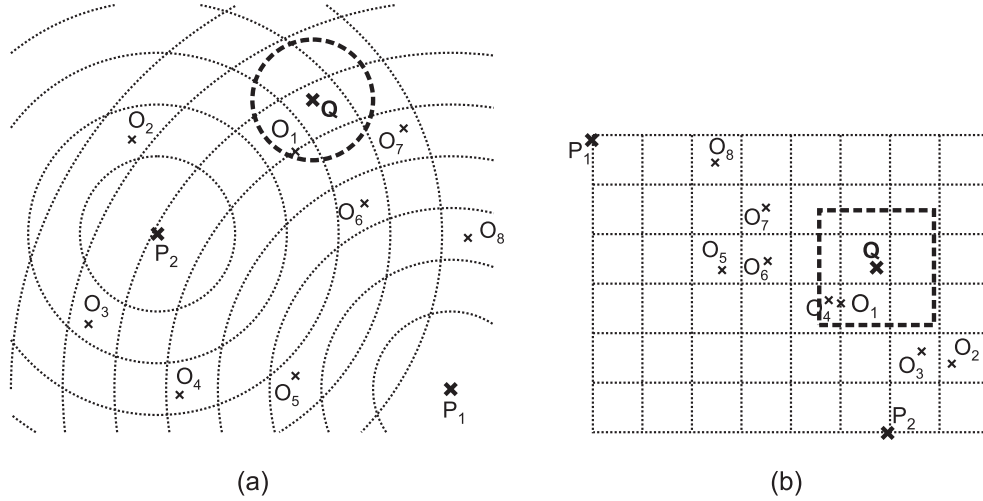 Q
O₂
O₁
O₇
O₆
P₂
O₈
O₃
O₄
O₅
P₁
(a)
P₁
O₈
O₇
O₅
O₆
Q
O₄ O₁
O₃ O₂
P₂
(b)